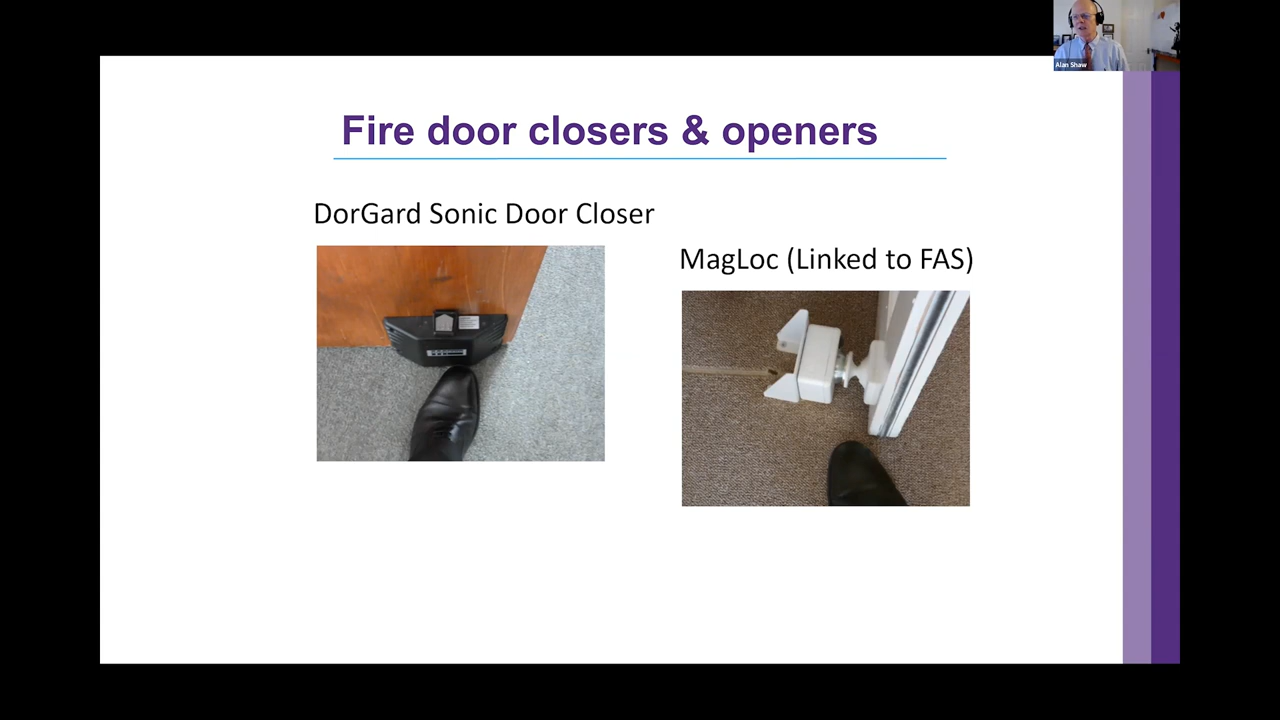 Alan Shaw
Fire door closers & openers
DorGard Sonic Door Closer
MagLoc (Linked to FAS)